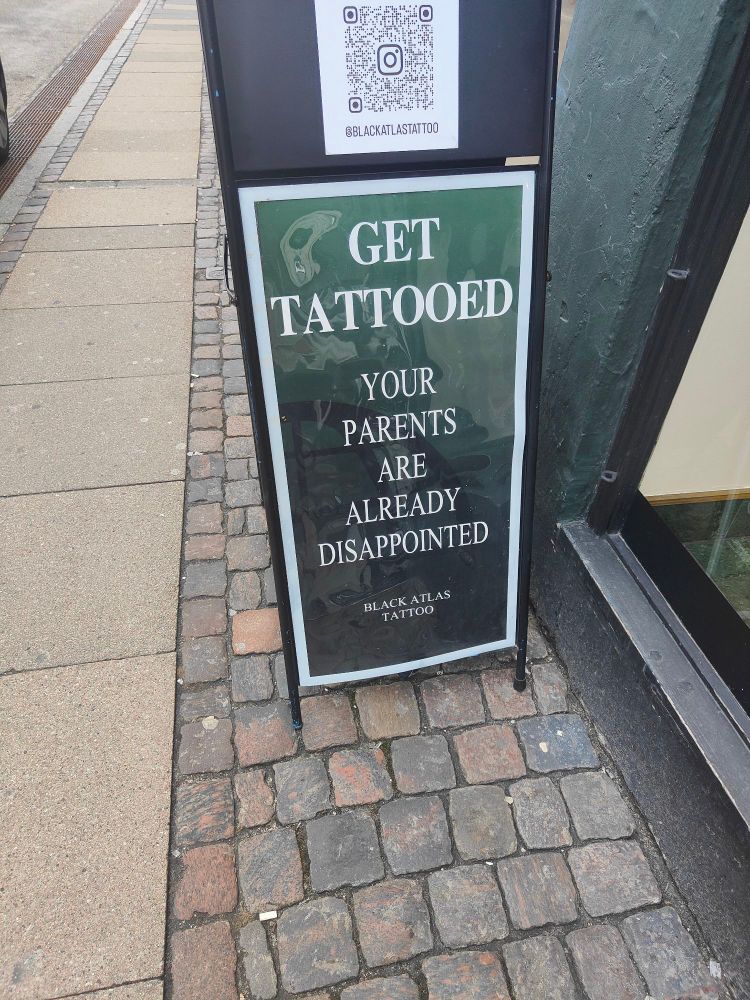 @BLACKATLASTATTOO
GET
TATTOOED
YOUR
PARENTS
ARE
ALREADY
DISAPPOINTED
BLACK ATLAS
TATTOO